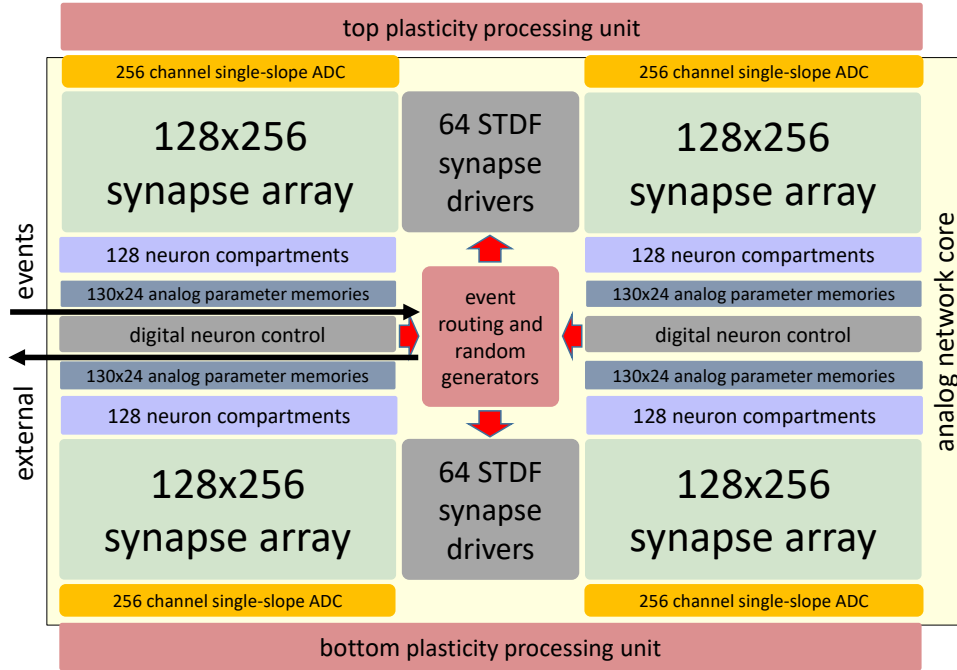 top plasticity processing unit
256 channel single-slope ADC
256 channel single-slope ADC
128x256
synapse array
64 STDF
synapse
drivers
128x256
synapse array
128 neuron compartments
128 neuron compartments
130x24 analog parameter memories
130x24 analog parameter memories
digital neuron control
digital neuron control
event
routing and
random
generators
130x24 analog parameter memories
130x24 analog parameter memories
128 neuron compartments
128 neuron compartments
events
external
analog network core
128x256
synapse array
64 STDF
synapse
drivers
128x256
synapse array
256 channel single-slope ADC
256 channel single-slope ADC
bottom plasticity processing unit